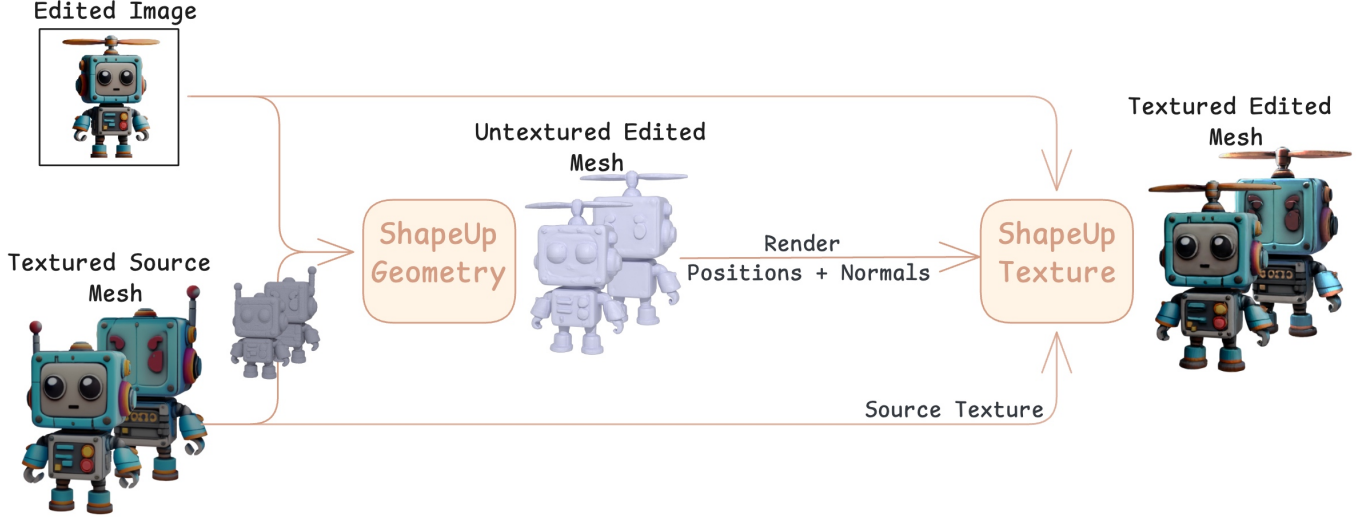 Edited Image
Textured Source
Mesh
ShapeUp
Geometry
Untextured Edited
Mesh
Render
Positions + Normals
Source Texture
ShapeUp
Texture
Textured Edited
Mesh